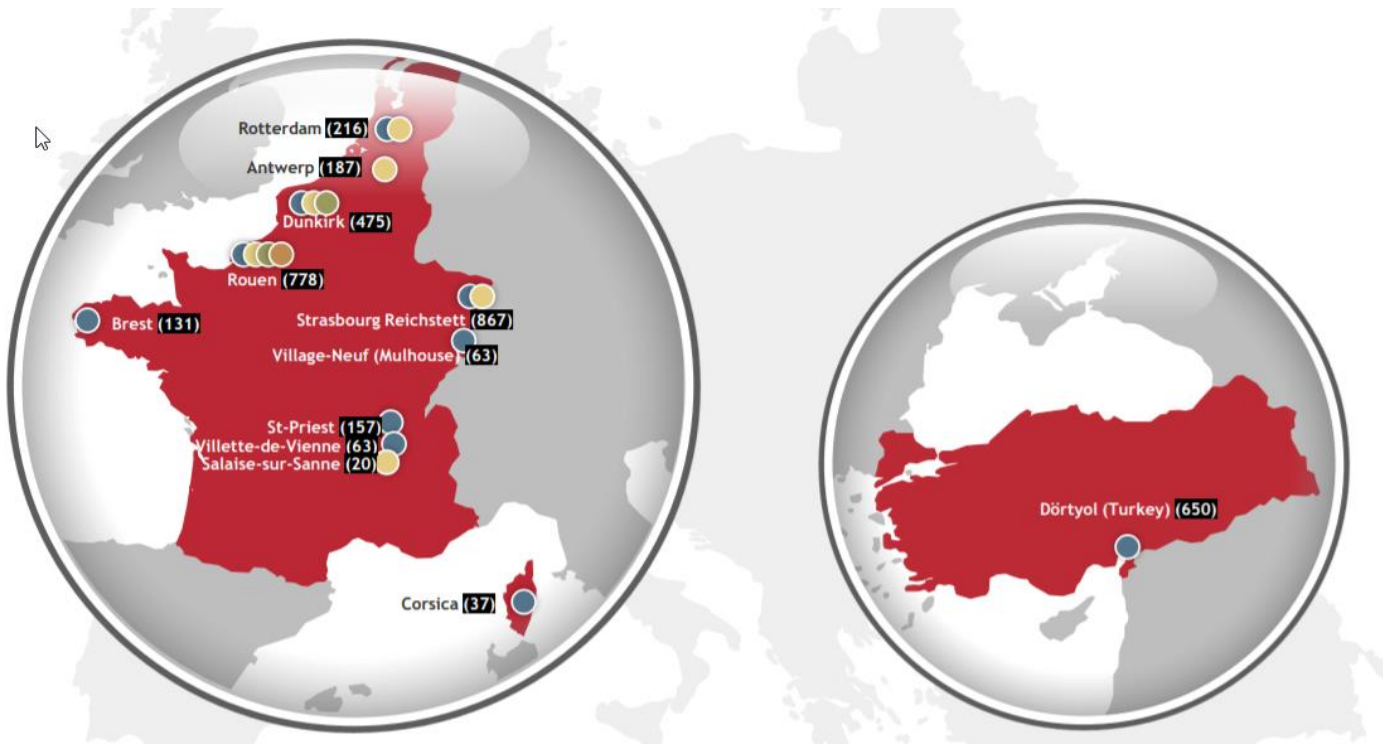 Rotterdam (216)
Antwerp (187)
Dunkirk (475)
Rouen (778)
Brest (131)
Strasbourg Reichstett (867)
Village-Neuf (Mulhouse) (63)
St-Priest (157)
Villette-de-Vienne (63)
Salaise-sur-Sanne (20)
Corsica (37)
Dörtyol (Turkey) (650)